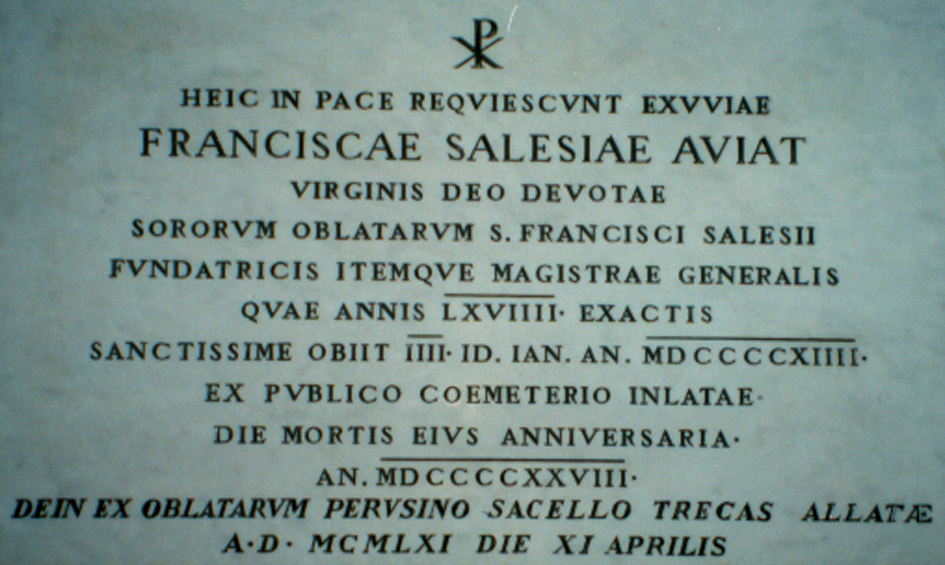 ☧
HEIC IN PACE REQVIESCVNT EXVVIAE
FRANCISCAE SALESIAE AVIAT
VIRGINIS DEO DEVOTAE
SORORVM OBLATARVM S. FRANCISCI SALESII
FVNDATRICIS ITEMQVE MAGISTRAE GENERALIS
QVAE ANNIS LXVIIII· EXACTIS
SANCTISSIME OBIIT IIII· ID. IAN. AN. MDCCCCXIIII·
EX PVBLICO COEMETERIO INLATAE·
DIE MORTIS EIVS ANNIVERSARIA·
AN. MDCCCCXXVIII·
DEIN EX OBLATARVM PERVSINO SACELLO TRECAS ALLATÆ
A·D· MCMLXI DIE XI APRILIS